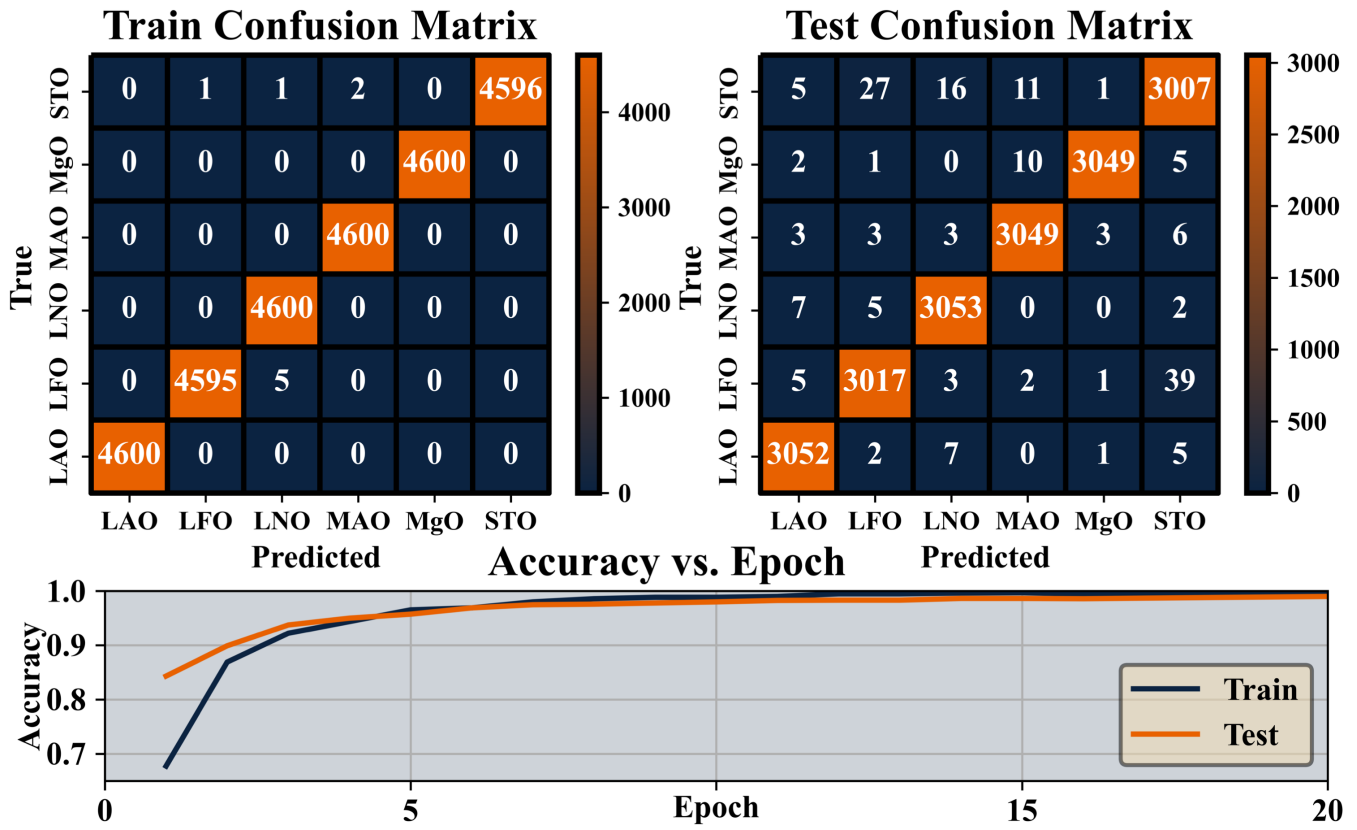 Train Confusion Matrix
STO 0 1 1 2 0 4596
MgO 0 0 0 0 4600 0
MAO 0 0 0 4600 0 0
LNO 0 0 4600 0 0 0
LFO 0 4595 5 0 0 0
LAO 4600 0 0 0 0 0
True
LAO LFO LNO MAO MgO STO
Predicted
4000
3000
2000
1000
0
Test Confusion Matrix
STO 5 27 16 11 1 3007
MgO 2 1 0 10 3049 5
MAO 3 3 3 3049 3 6
LNO 7 5 3053 0 0 2
LFO 5 3017 3 2 1 39
LAO 3052 2 7 0 1 5
True
LAO LFO LNO MAO MgO STO
Predicted
3000
2500
2000
1500
1000
500
0
Accuracy vs. Epoch
Accuracy
1.0
0.9
0.8
0.7
Train
Test
0 5 15 20
Epoch